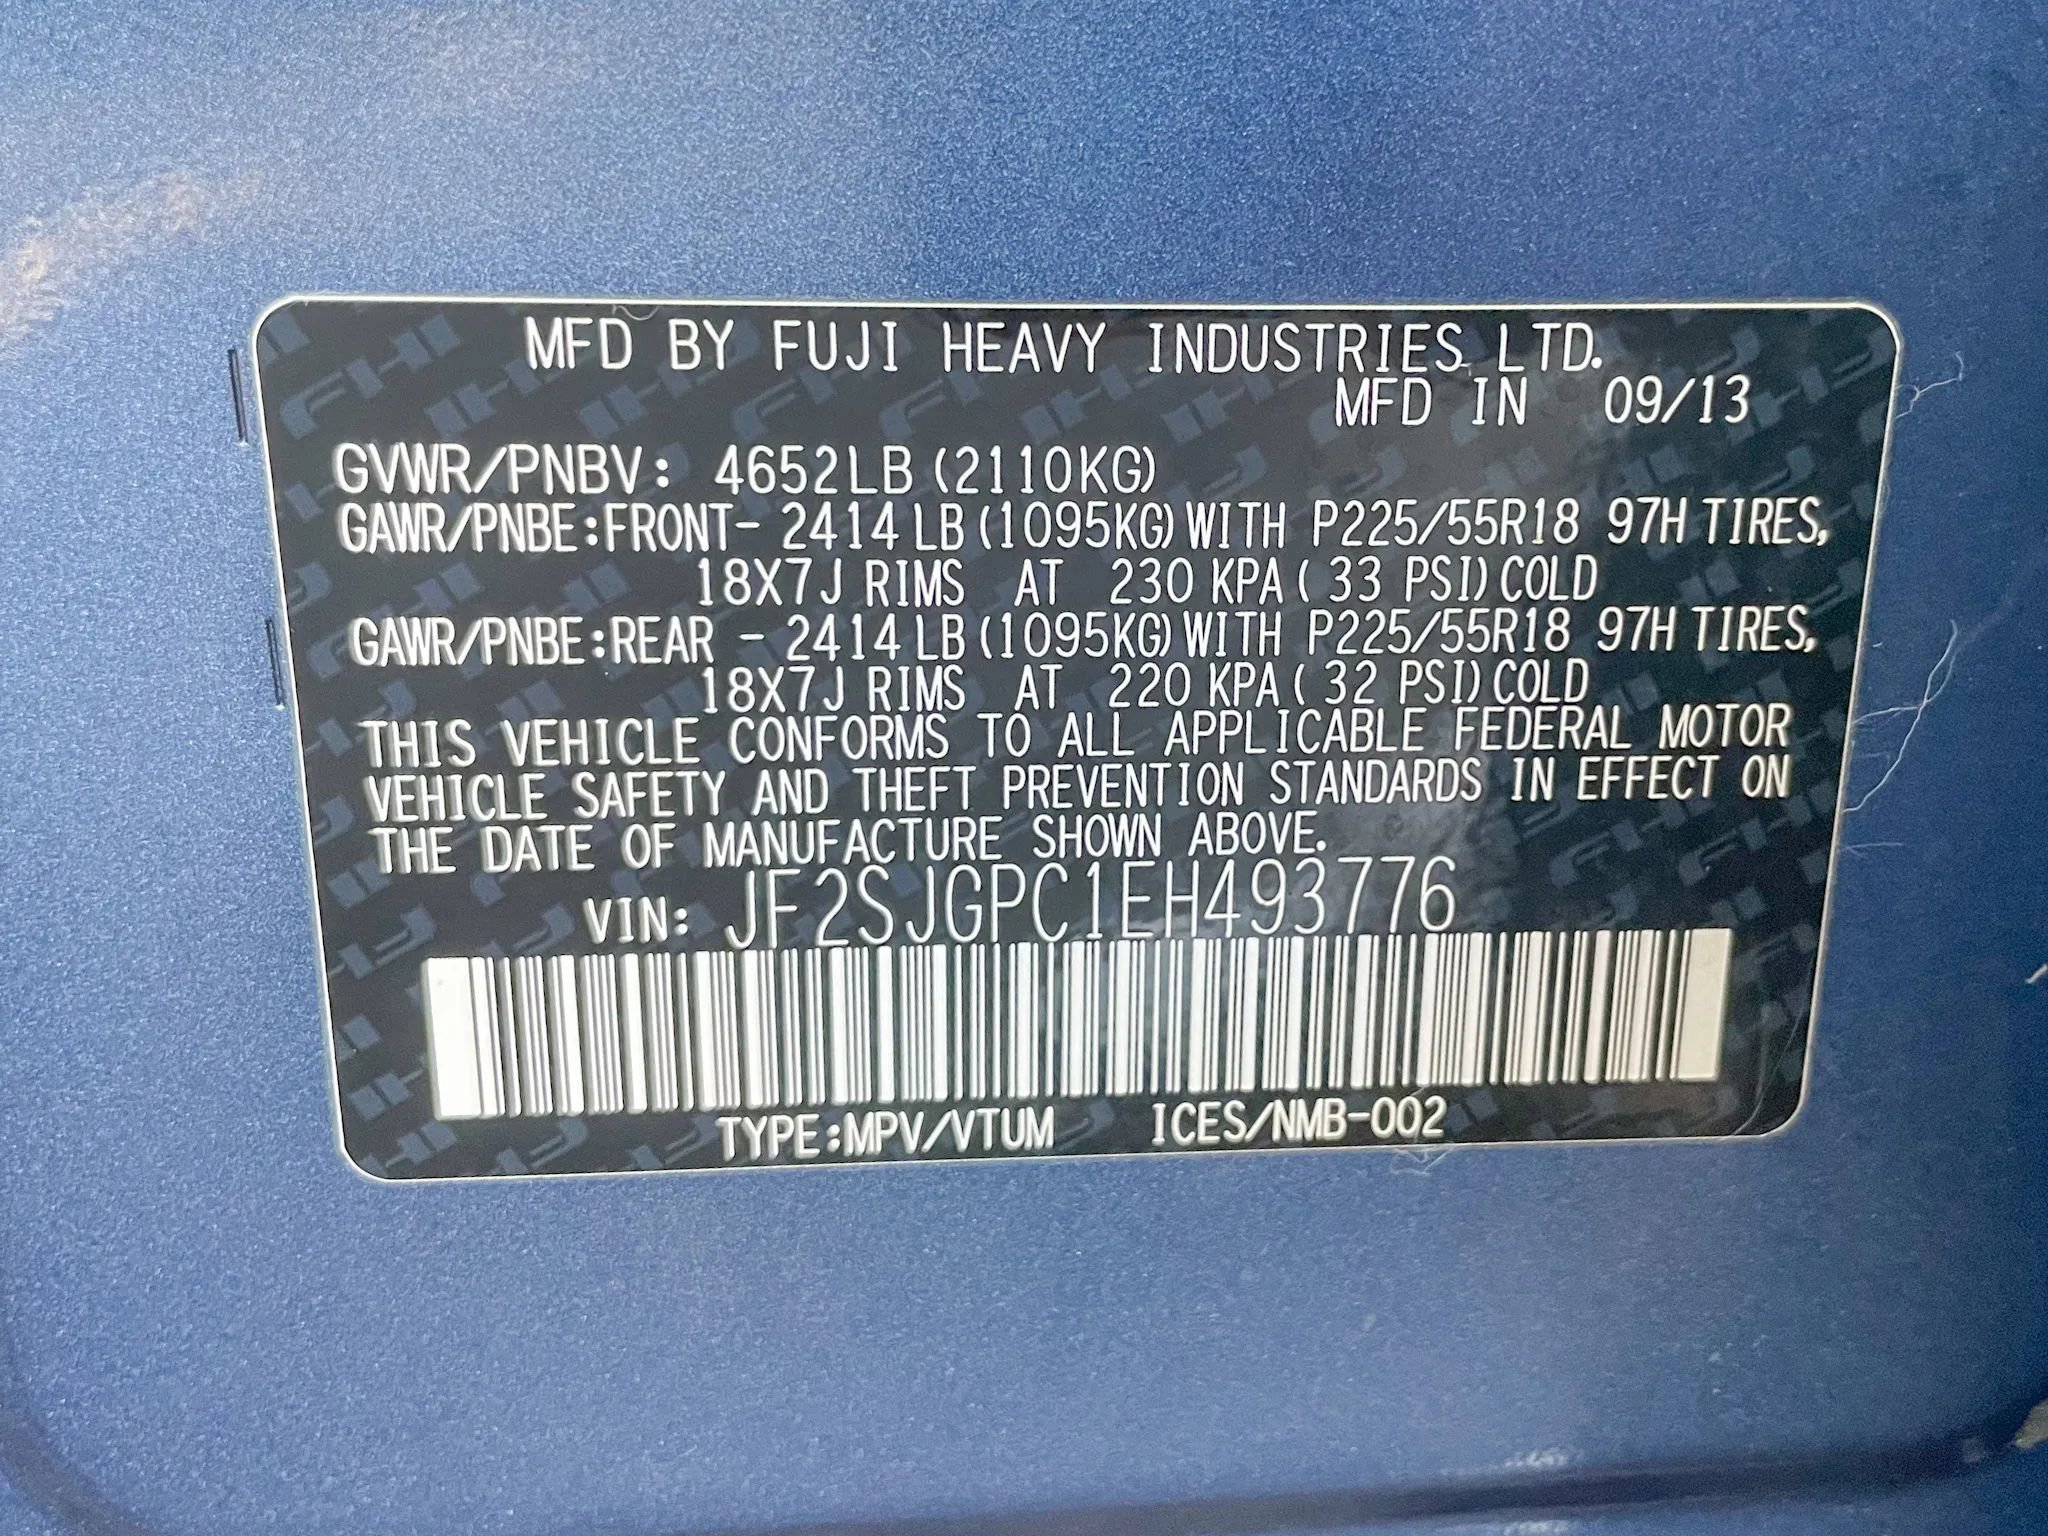 MFD BY FUJI HEAVY INDUSTRIES LTD.
MFD IN 09/13
GVWR/PNBV: 4652LB (2110KG)
GAWR/PNBE:FRONT- 2414 LB (1095KG) WITH P225/55R18 97H TIRES,
18X7J RIMS AT 230 KPA ( 33 PSI) COLD
GAWR/PNBE:REAR - 2414 LB (1095KG) WITH P225/55R18 97H TIRES,
18X7J RIMS AT 220 KPA ( 32 PSI) COLD
THIS VEHICLE CONFORMS TO ALL APPLICABLE FEDERAL MOTOR
VEHICLE SAFETY AND THEFT PREVENTION STANDARDS IN EFFECT ON
THE DATE OF MANUFACTURE SHOWN ABOVE.
VIN: JF2SJGPC1EH493776
TYPE:MPV/VTUM ICES/NMB-002